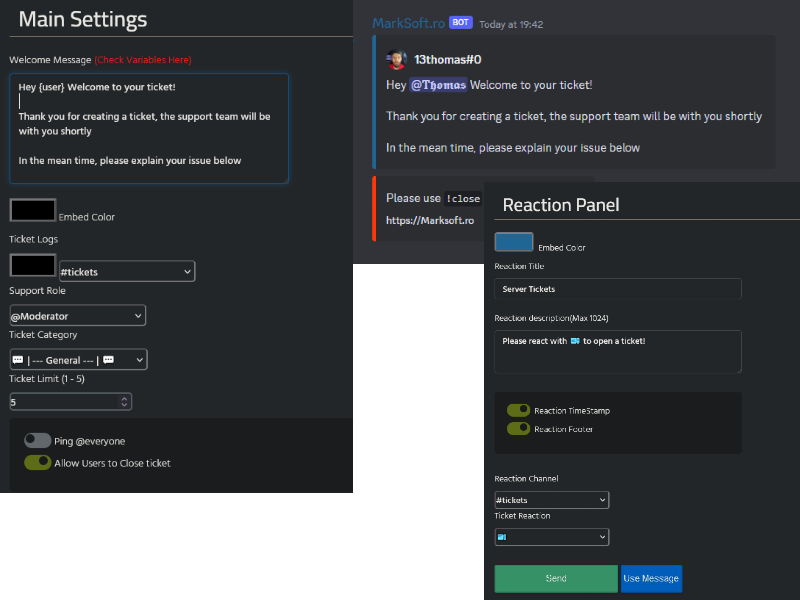 Main Settings
Welcome Message (Check Variables Here)
Hey {user} Welcome to your ticket!
Thank you for creating a ticket, the support team will be
with you shortly
In the mean time, please explain your issue below
Embed Color
Ticket Logs
#tickets
Support Role
@Moderator
Ticket Category
| --- General --- |
Ticket Limit (1 - 5)
5
Ping @everyone
Allow Users to Close ticket
MarkSoft.ro BOT Today at 19:42
13thomas#0
Hey @𝕿𝖍𝖔𝖒𝖆𝖘 Welcome to your ticket!
Thank you for creating a ticket, the support team will be with you shortly
In the mean time, please explain your issue below
Please use !close
https://Marksoft.ro
Reaction Panel
Embed Color
Reaction Title
Server Tickets
Reaction description(Max 1024)
Please react with 🎫 to open a ticket!
Reaction TimeStamp
Reaction Footer
Reaction Channel
#tickets
Ticket Reaction
Send
Use Message